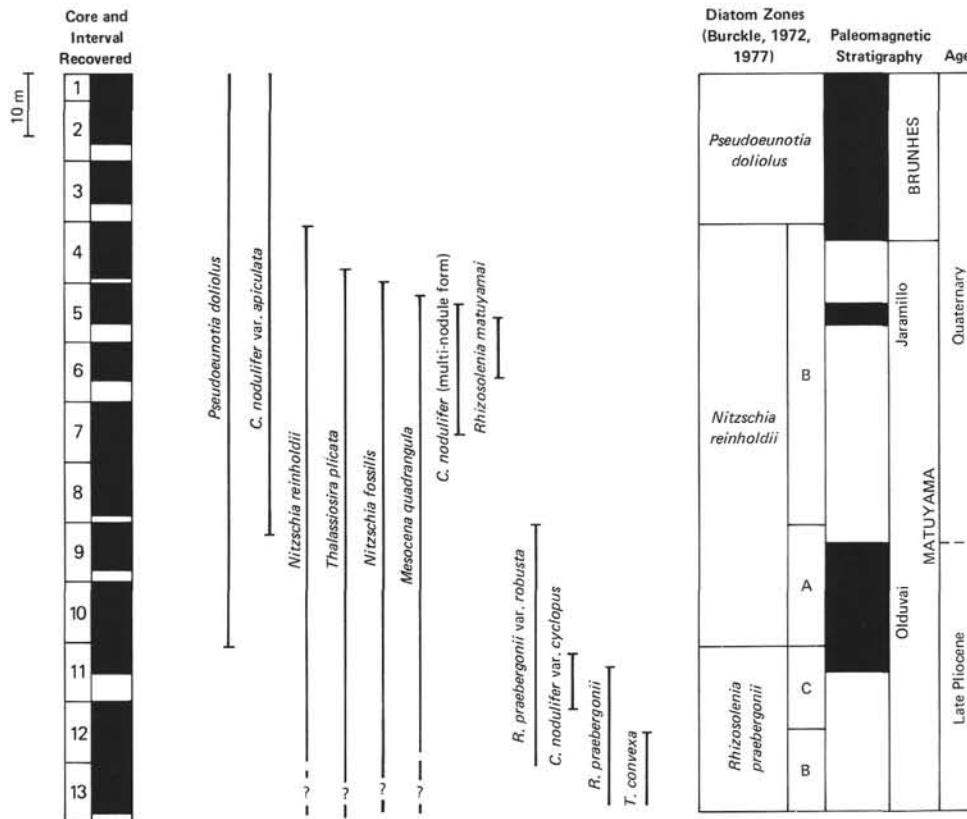 Core and
Interval
Recovered
Diatom Zones
(Burckle, 1972,
1977)
Paleomagnetic
Stratigraphy
Age
10 m
1
2
3
4
5
6
7
8
9
10
11
12
13
Pseudoeunotia doliolus
C. nodulifer var. apiculata
Nitzschia reinholdii
Thalassiosira plicata
Nitzschia fossilis
Mesocena quadrangula
C. nodulifer (multi-nodule form)
Rhizosolenia matuyamai
R. praebergonii var. robusta
C. nodulifer var. cyclopus
R. praebergonii
T. convexa
?
?
?
?
Pseudoeunotia
doliolus
Nitzschia
reinholdii
B
A
Rhizosolenia
praebergonii
C
B
BRUNHES
Jaramillo
MATUYAMA
Olduvai
Quaternary
Late Pliocene